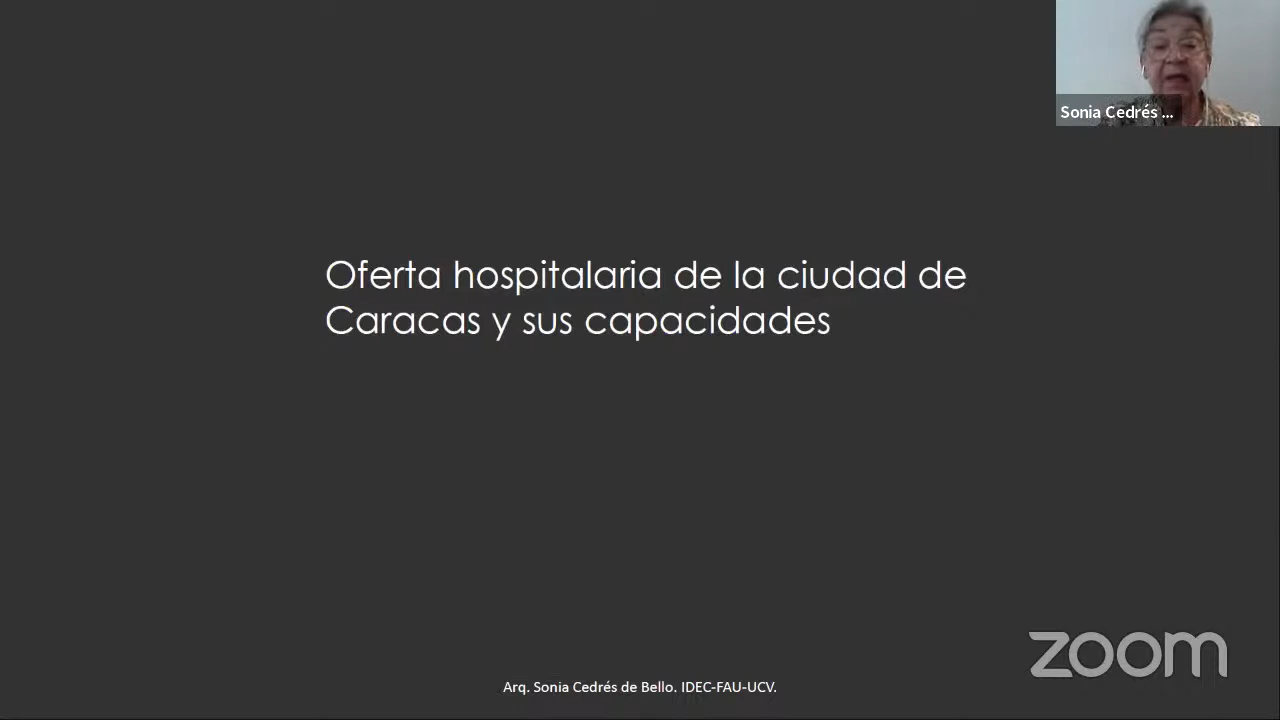 Sonia Cedrés ...
Oferta hospitalaria de la ciudad de
Caracas y sus capacidades
zoom
Arq. Sonia Cedrés de Bello. IDEC-FAU-UCV.